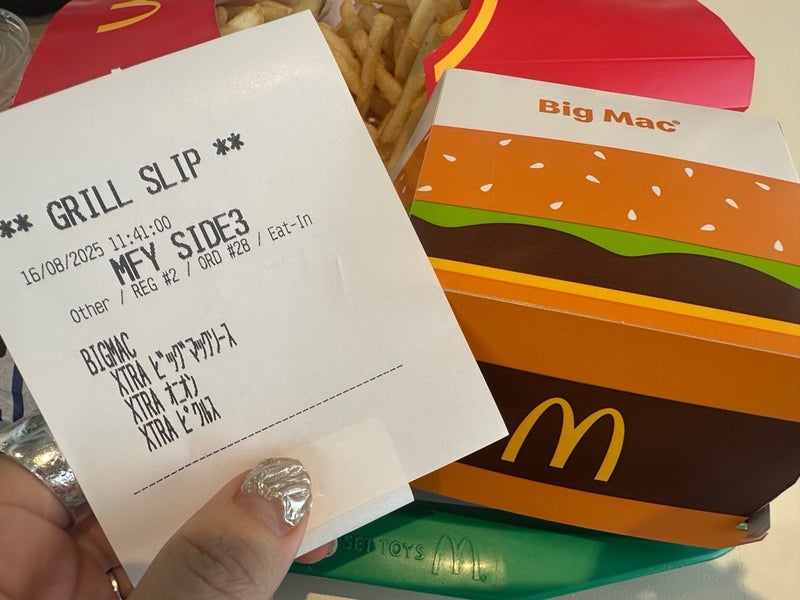 ** GRILL SLIP **
16/08/2025 11:41:00
MFY SIDE3
Other / REG #2 / ORD #28 / Eat-In
BIGMAC
XTRA ビッグマックソース
XTRA オニオン
XTRA ピクルス
Big Mac®
SET TOYS